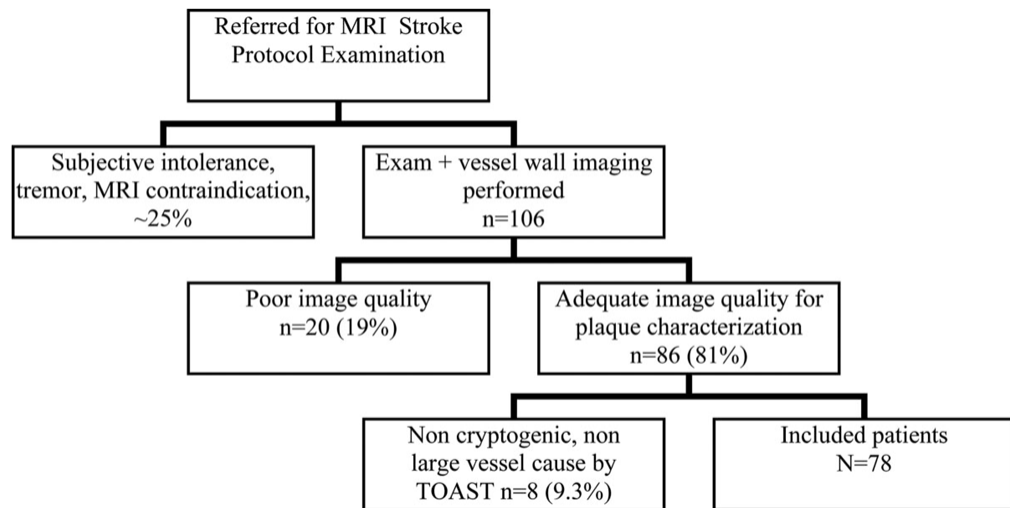 Referred for MRI Stroke
Protocol Examination
Subjective intolerance,
tremor, MRI contraindication,
~25%
Exam + vessel wall imaging
performed
n=106
Poor image quality
n=20 (19%)
Adequate image quality for
plaque characterization
n=86 (81%)
Non cryptogenic, non
large vessel cause by
TOAST n=8 (9.3%)
Included patients
N=78